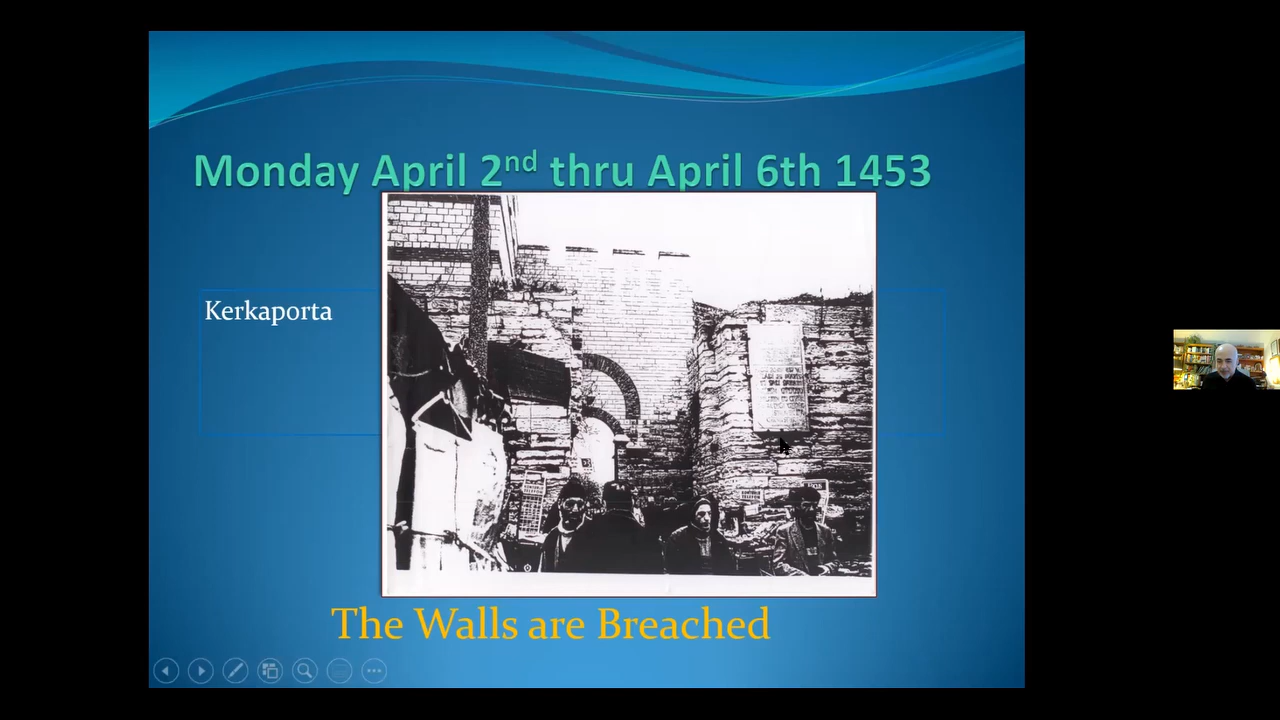 Monday April 2nd thru April 6th 1453
Kerkaporta
The Walls are Breached